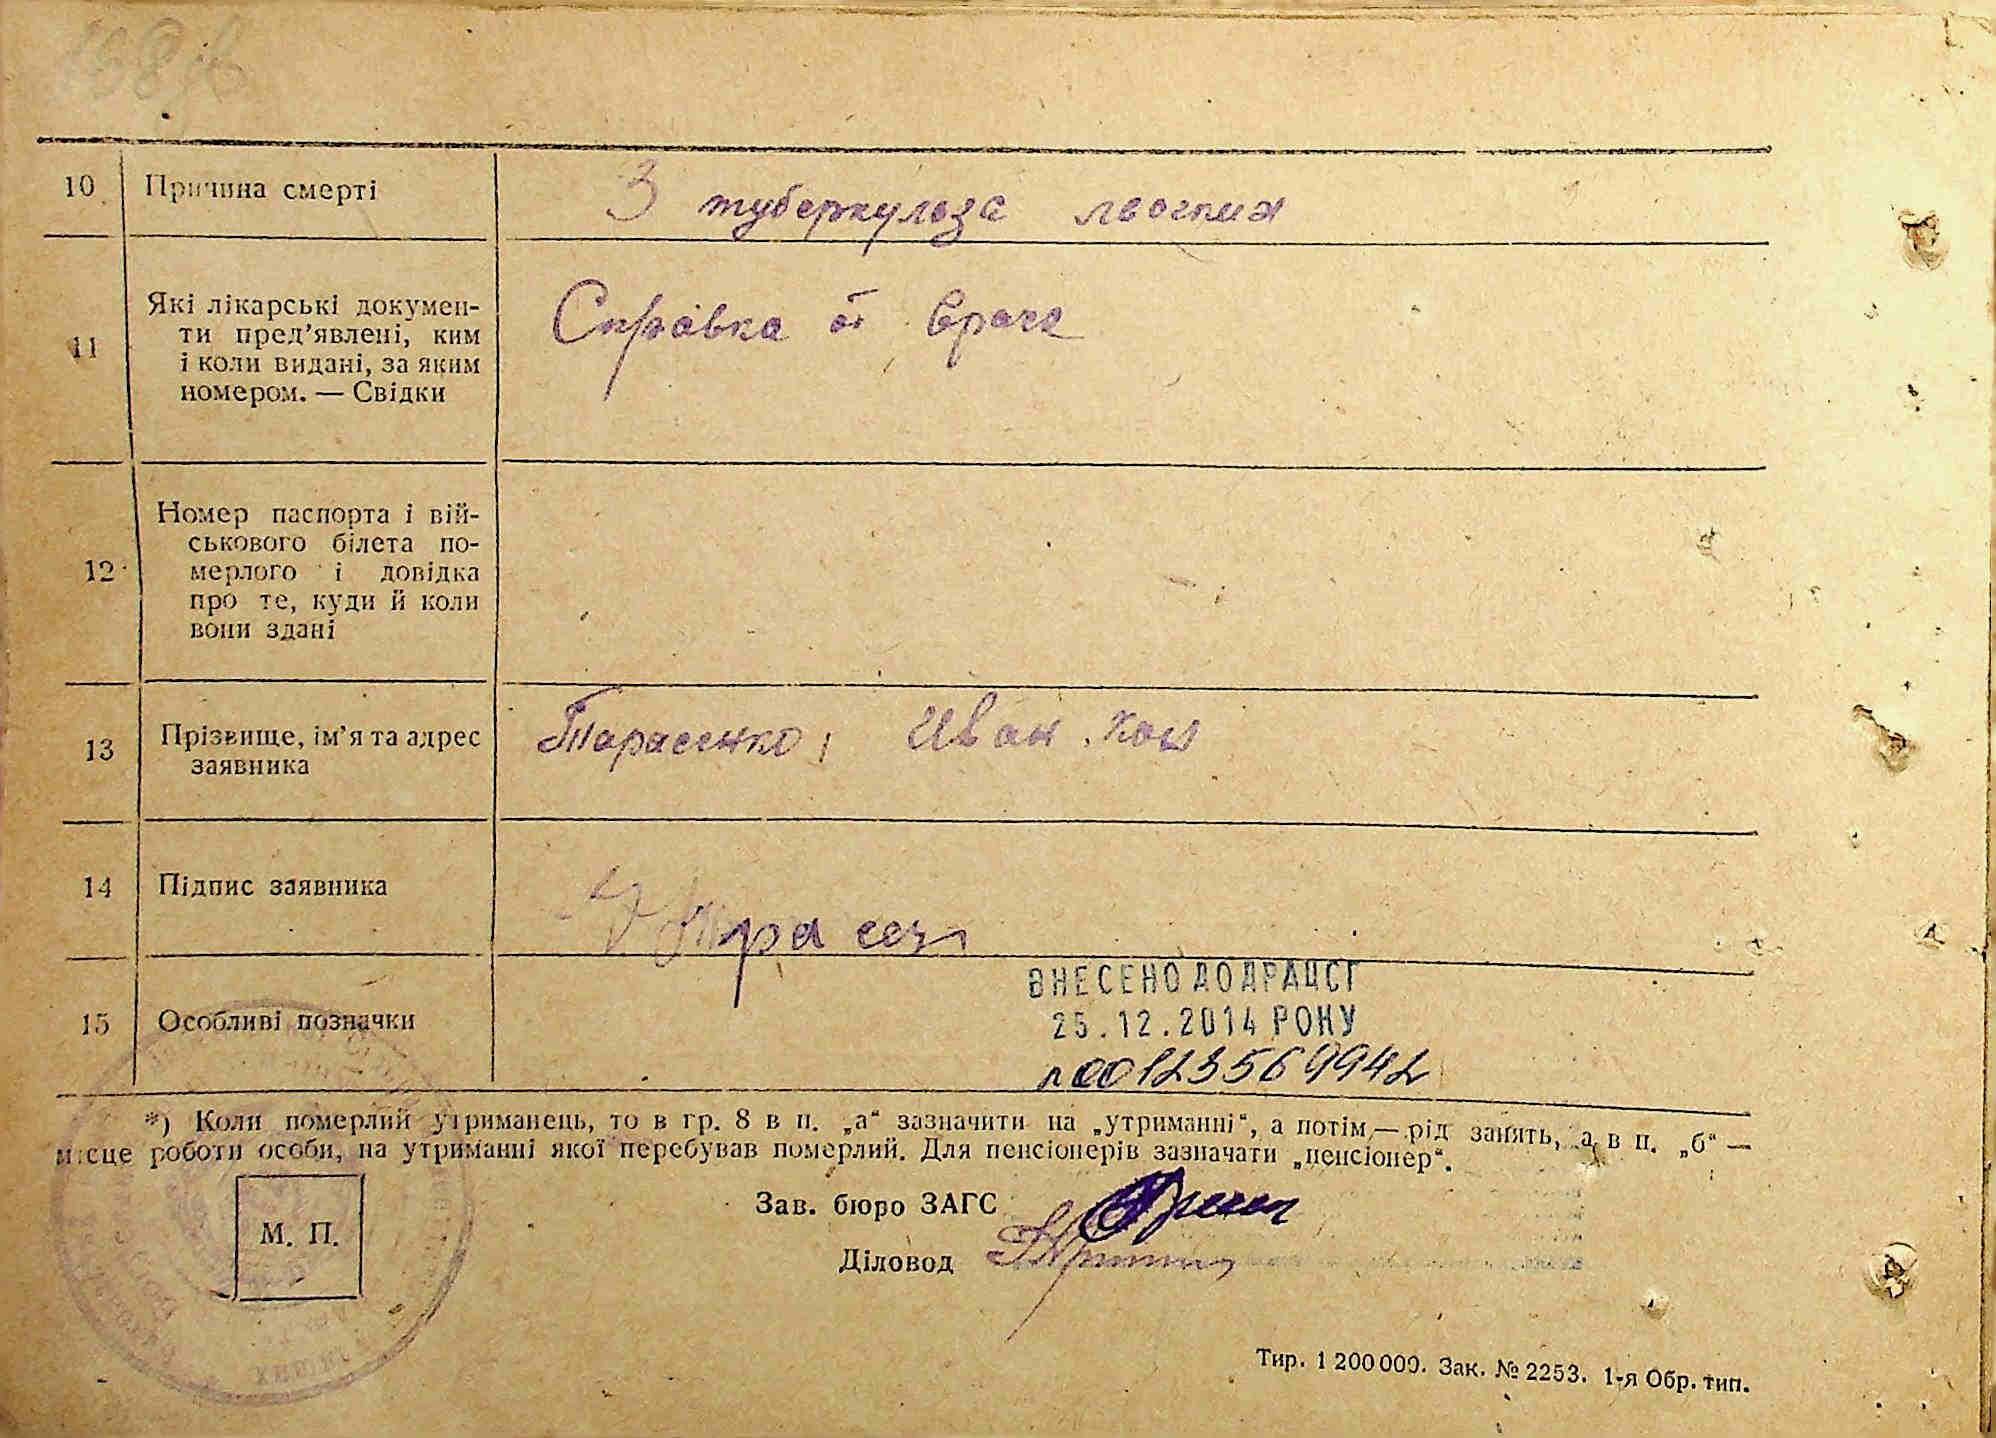 10 Причина смерті З туберкульоза легких
11 Які лікарські докумен-
ти пред’явлені, ким
і коли видані, за яким
номером. — Свідки
Справка от врача
12 Номер паспорта і вій-
ськового білета по-
мерлого і довідка
про те, куди й коли
вони здані
13 Прізвище, ім’я та адрес
заявника
Тарасенко, Иван
14 Підпис заявника
15 Особливі позначки
ВНЕСЕНО ДО ДРАЦСГ
25.12.2014 РОКУ
*) Коли померлий утриманець, то в гр. 8 в п. „а“ зазначити на „утриманні“, а потім — рід занять, а в п. „б“ —
місце роботи особи, на утриманні якої перебував померлий. Для пенсіонерів зазначати „пенсіонер“.
Зав. бюро ЗАГС
М. П.
Діловод
Тир. 1 200 000. Зак. № 2253. 1-я Обр. тип.